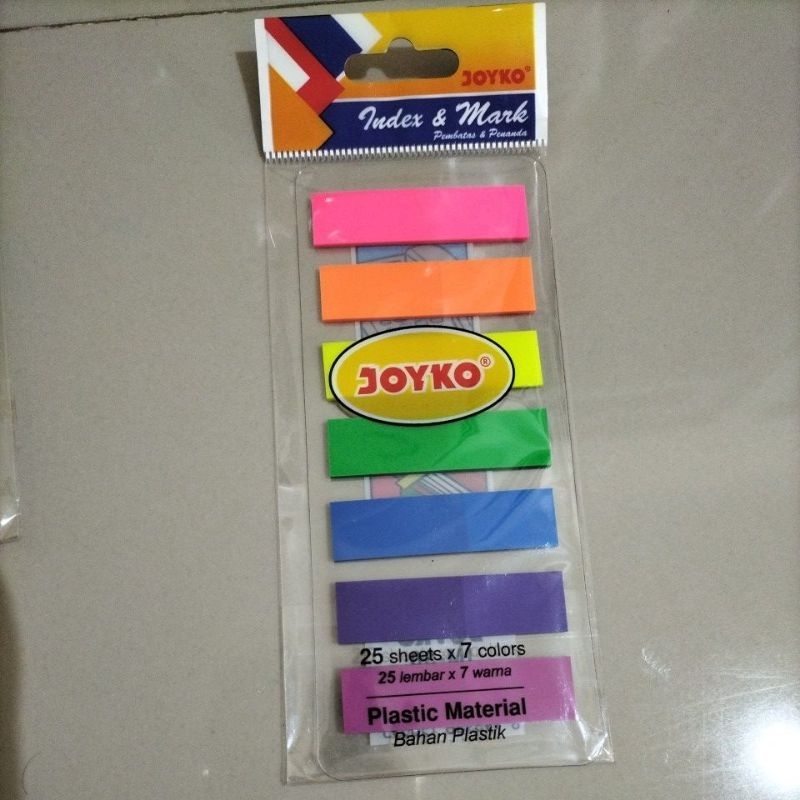 JOYKO®
Index & Mark
Pembatas & Penanda
JOYKO®
25 sheets x 7 colors
25 lembar x 7 warna
Plastic Material
Bahan Plastik